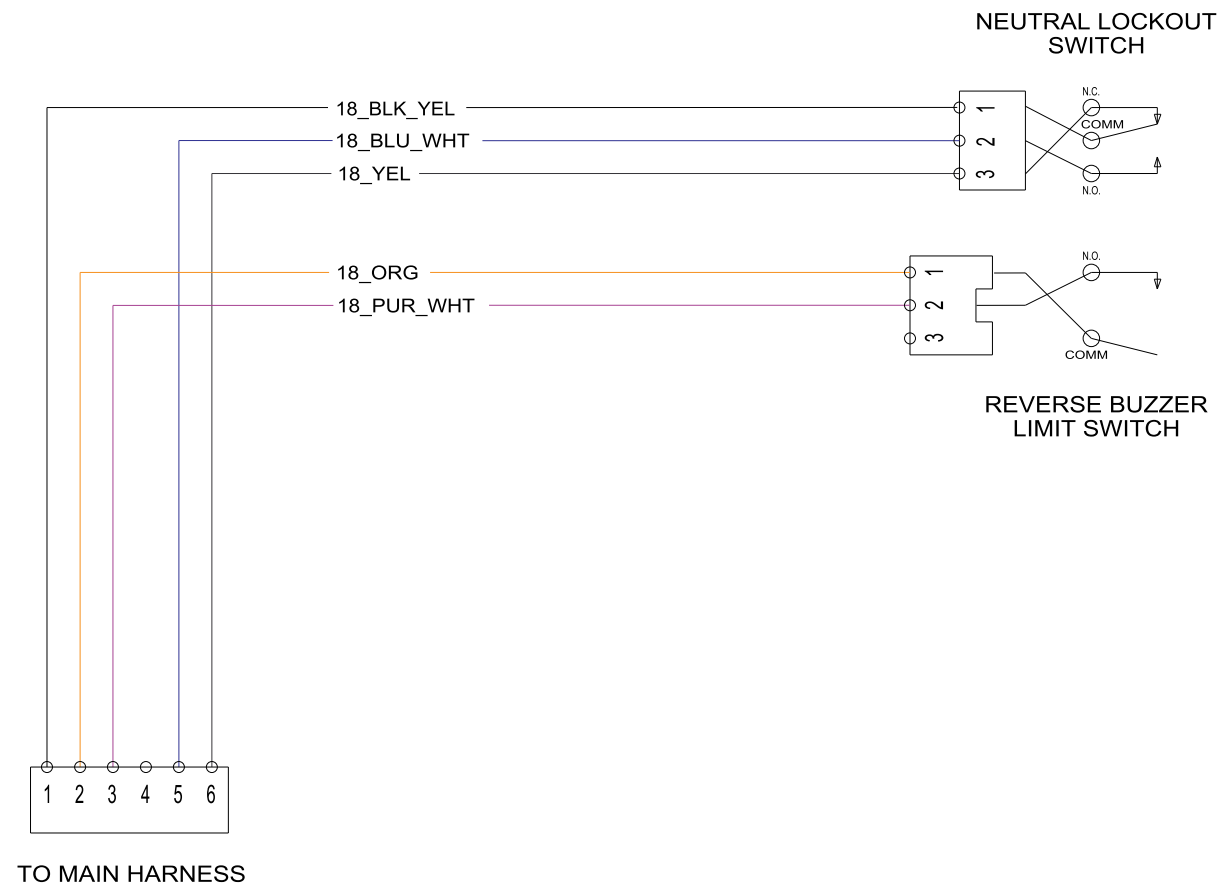 NEUTRAL LOCKOUT
SWITCH
N.C.
18_BLK_YEL
1
COMM
18_BLU_WHT
2
18_YEL
3
N.O.
N.O.
18_ORG
1
18_PUR_WHT
2
3
COMM
REVERSE BUZZER
LIMIT SWITCH
1 2 3 4 5 6
TO MAIN HARNESS